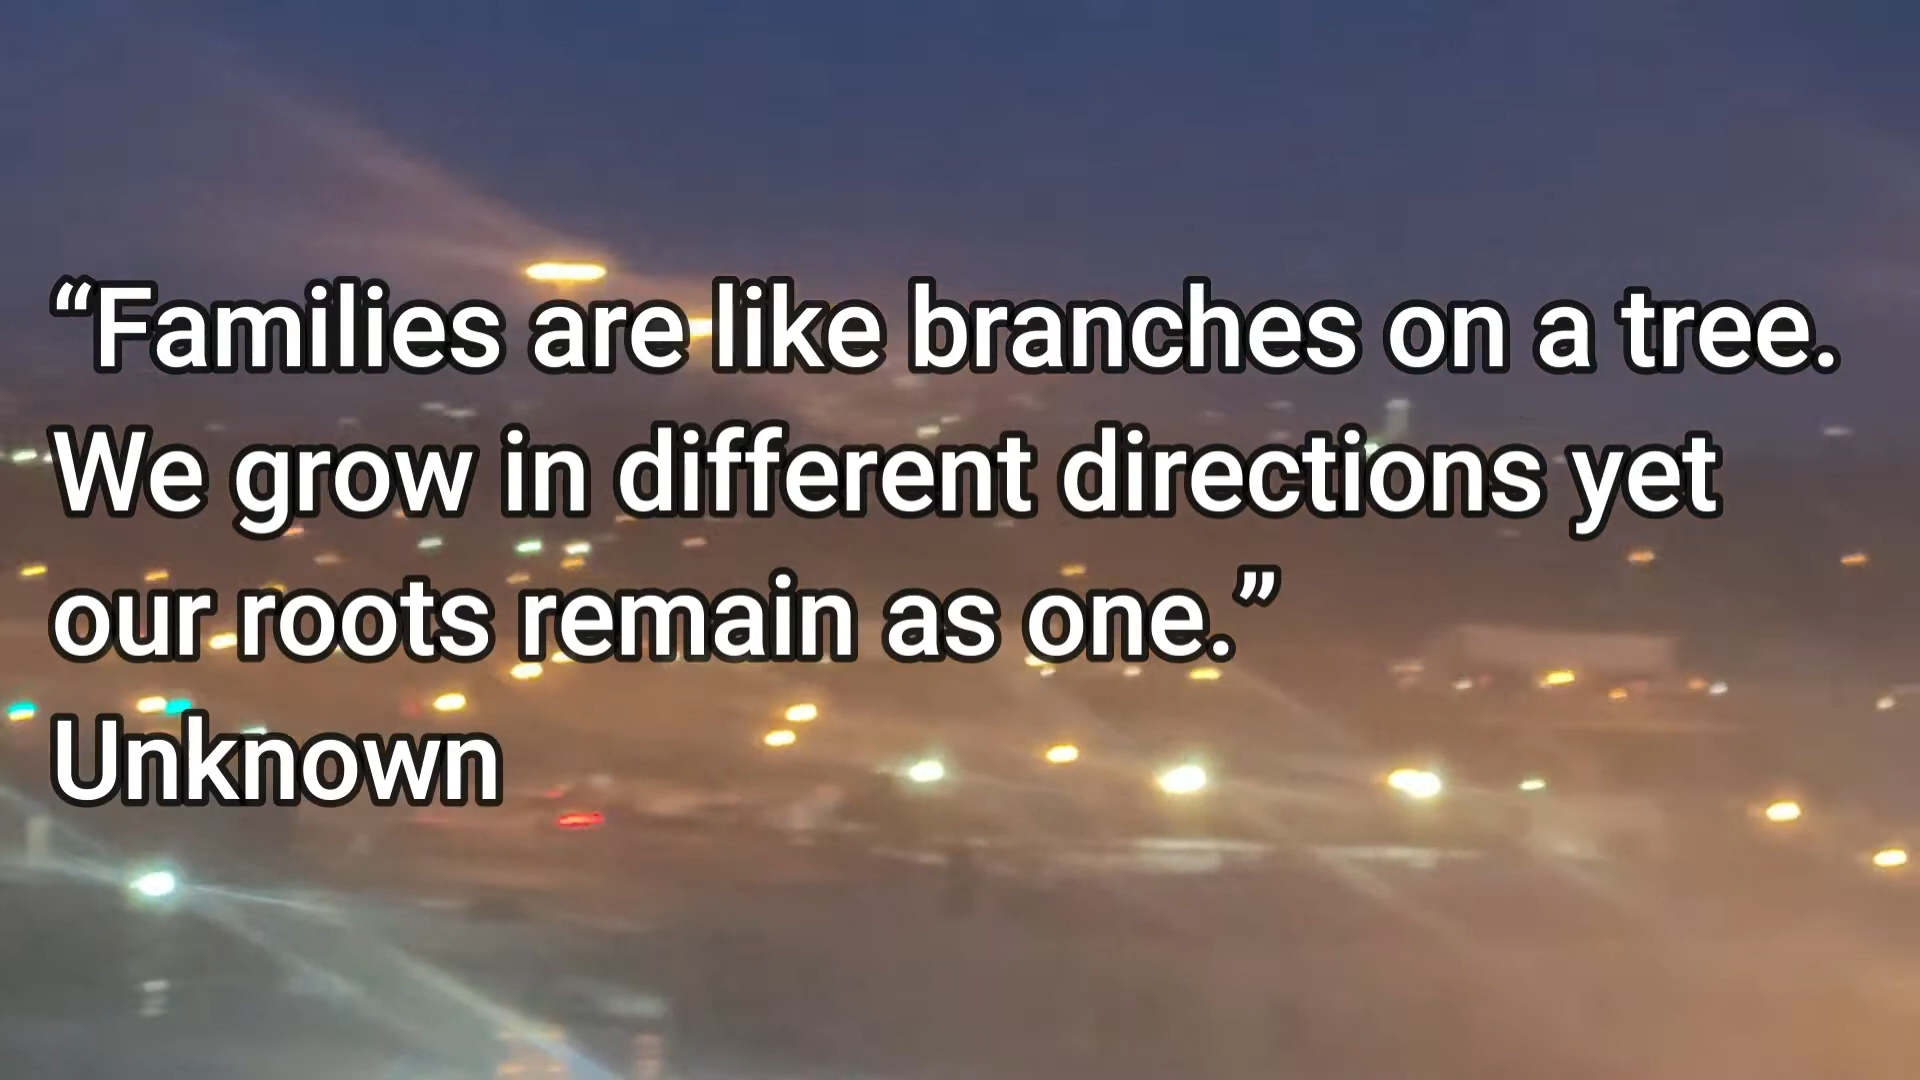 “Families are like branches on a tree.
We grow in different directions yet
our roots remain as one.”
Unknown